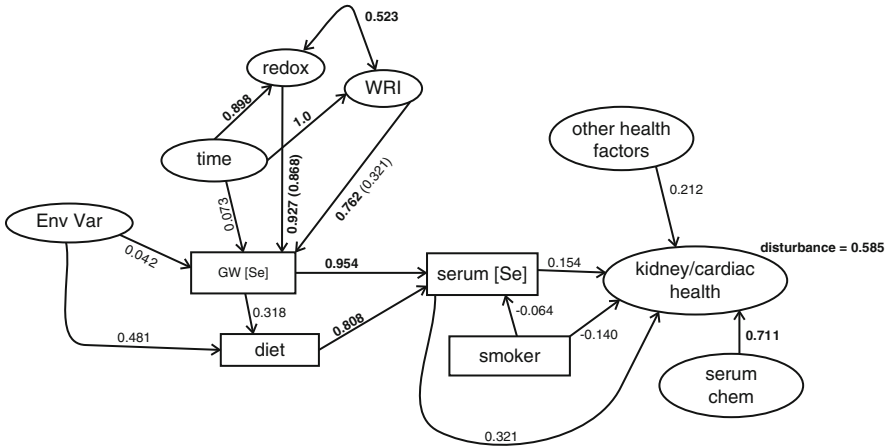 0.523
redox
WRI
0.898
1.0
time
other health
factors
0.927 (0.868)
0.762 (0.321)
0.073
0.212
Env Var
0.042
disturbance = 0.585
GW [Se]
0.954
serum [Se]
0.154
kidney/cardiac
health
0.318
0.808
-0.064
-0.140
0.481
diet
smoker
0.711
serum
chem
0.321